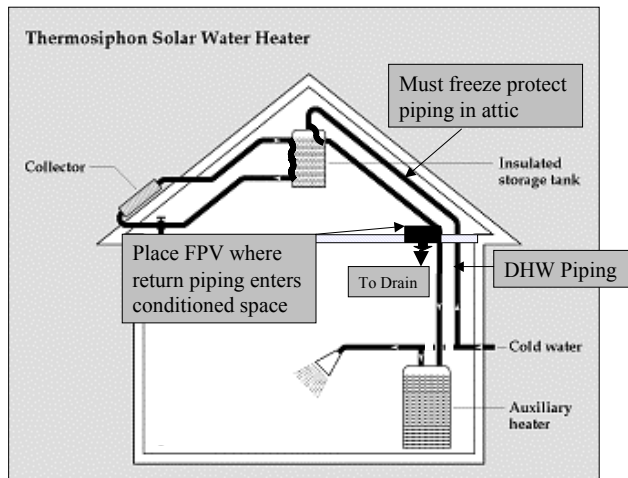 Thermosiphon Solar Water Heater
Must freeze protect
piping in attic
Collector
Insulated
storage tank
Place FPV where
return piping enters
conditioned space
To Drain
DHW Piping
Cold water
Auxiliary
heater